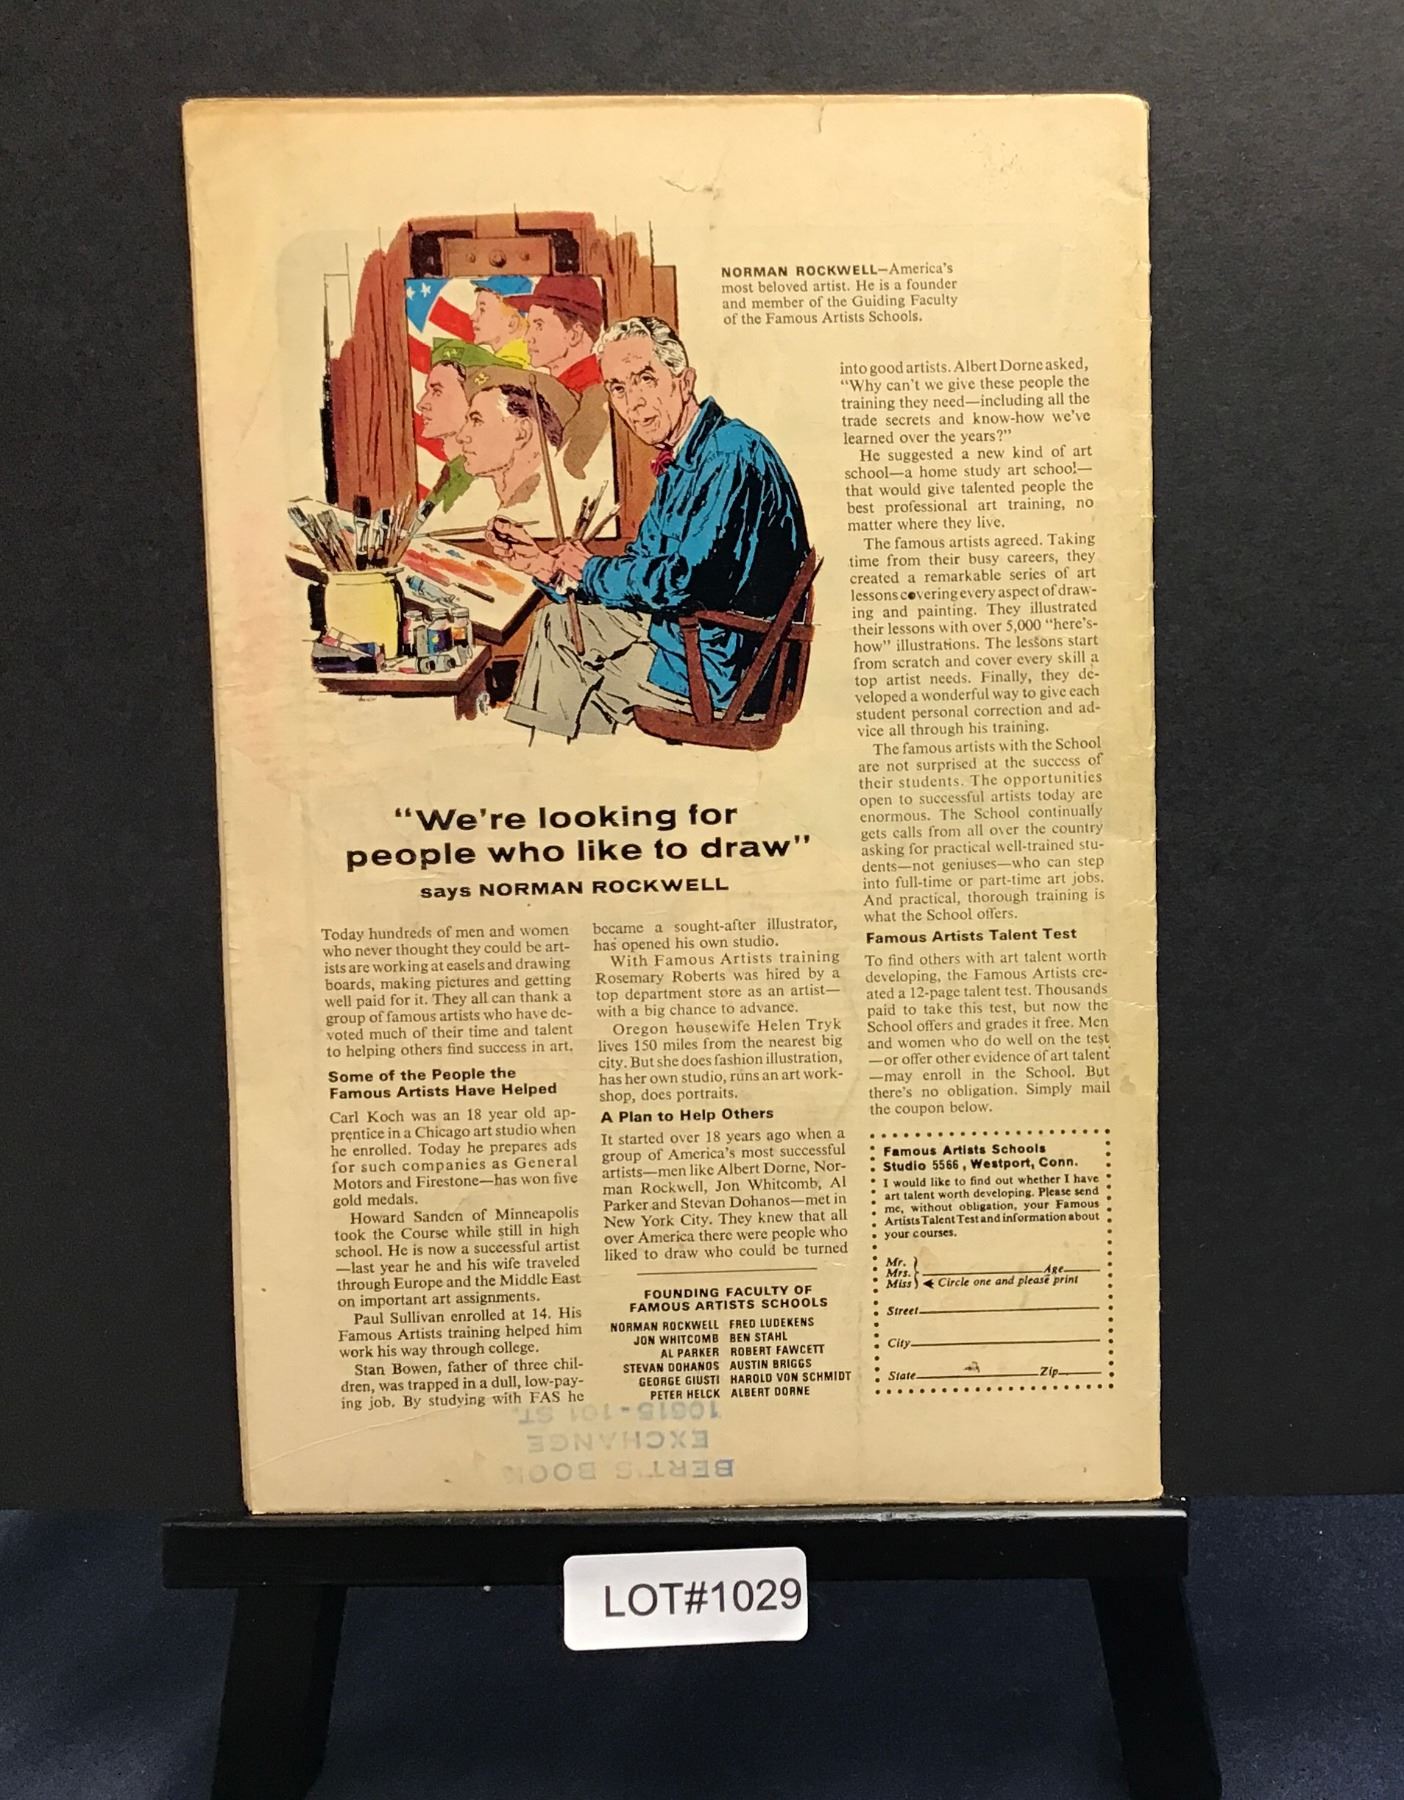 NORMAN ROCKWELL—America's
most beloved artist. He is a founder
and member of the Guiding Faculty
of the Famous Artists Schools.
"We're looking for
people who like to draw"
says NORMAN ROCKWELL
Today hundreds of men and women
who never thought they could be art-
ists are working at easels and drawing
boards, making pictures and getting
well paid for it. They all can thank a
group of famous artists who have de-
voted much of their time and talent
to helping others find success in art.
Some of the People the
Famous Artists Have Helped
Carl Koch was an 18 year old ap-
prentice in a Chicago art studio when
he enrolled. Today he prepares ads
for such companies as General
Motors and Firestone—has won five
gold medals.
Howard Sanden of Minneapolis
took the Course while still in high
school. He is now a successful artist
—last year he and his wife traveled
through Europe and the Middle East
on important art assignments.
Paul Sullivan enrolled at 14. His
Famous Artists training helped him
work his way through college.
Stan Bowen, father of three chil-
dren, was trapped in a dull, low-pay-
ing job. By studying with FAS he
became a sought-after illustrator,
has opened his own studio.
With Famous Artists training
Rosemary Roberts was hired by a
top department store as an artist—
with a big chance to advance.
Oregon housewife Helen Tryk
lives 150 miles from the nearest big
city. But she does fashion illustration,
has her own studio, runs an art work-
shop, does portraits.
A Plan to Help Others
It started over 18 years ago when a
group of America's most successful
artists—men like Albert Dorne, Nor-
man Rockwell, Jon Whitcomb, Al
Parker and Stevan Dohanos—met in
New York City. They knew that all
over America there were people who
liked to draw who could be turned
FOUNDING FACULTY OF
FAMOUS ARTISTS SCHOOLS
NORMAN ROCKWELL FRED LUDEKENS
JON WHITCOMB BEN STAHL
AL PARKER ROBERT FAWCETT
STEVAN DOHANOS AUSTIN BRIGGS
GEORGE GIUSTI HAROLD VON SCHMIDT
PETER HELCK ALBERT DORNE
into good artists. Albert Dorne asked,
"Why can't we give these people the
training they need—including all the
trade secrets and know-how we've
learned over the years?"
He suggested a new kind of art
school—a home study art school—
that would give talented people the
best professional art training, no
matter where they live.
The famous artists agreed. Taking
time from their busy careers, they
created a remarkable series of art
lessons covering every aspect of draw-
ing and painting. They illustrated
their lessons with over 5,000 "here's-
how" illustrations. The lessons start
from scratch and cover every skill a
top artist needs. Finally, they de-
veloped a wonderful way to give each
student personal correction and ad-
vice all through his training.
The famous artists with the School
are not surprised at the success of
their students. The opportunities
open to successful artists today are
enormous. The School continually
gets calls from all over the country
asking for practical well-trained stu-
dents—not geniuses—who can step
into full-time or part-time art jobs.
And practical, thorough training is
what the School offers.
Famous Artists Talent Test
To find others with art talent worth
developing, the Famous Artists cre-
ated a 12-page talent test. Thousands
paid to take this test, but now the
School offers and grades it free. Men
and women who do well on the test
—or offer other evidence of art talent
—may enroll in the School. But
there's no obligation. Simply mail
the coupon below.
Famous Artists Schools
Studio 5566, Westport, Conn.
I would like to find out whether I have
art talent worth developing. Please send
me, without obligation, your Famous
Artists Talent Test and information about
your courses.
Mr.
Mrs. Age
Miss Circle one and please print
Street
City
State Zip
BERT'S BOOK
EXCHANGE
10615-101 ST.
LOT#1029